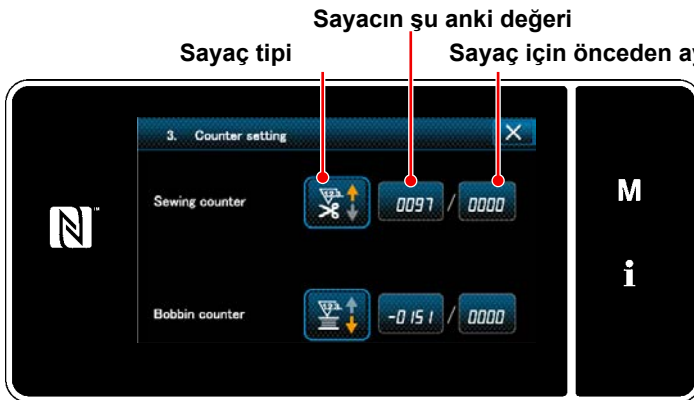 Sayacın şu anki değeri
Sayaç tipi
Sayaç için önceden
3. Counter setting
Sewing counter
0097 / 0000
M
i
Bobbin counter
-0151 / 0000